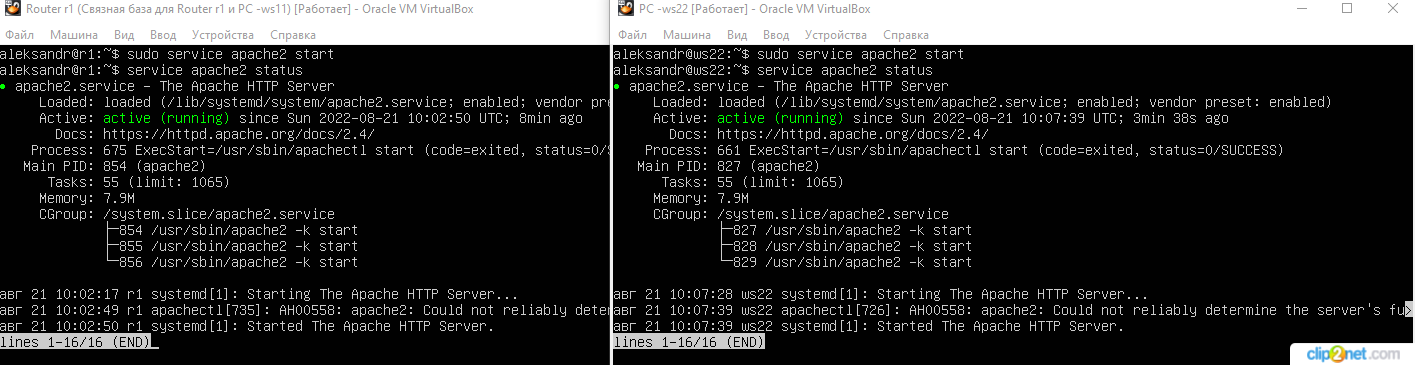 Router r1 (Связная база для Router r1 и PC -ws11) [Работает] - Oracle VM VirtualBox
Файл Машина Вид Ввод Устройства Справка
aleksandr@r1:~$ sudo service apache2 start
aleksandr@r1:~$ service apache2 status
● apache2.service - The Apache HTTP Server
Loaded: loaded (/lib/systemd/system/apache2.service; enabled; vendor pre
Active: active (running) since Sun 2022-08-21 10:02:50 UTC; 8min ago
Docs: https://httpd.apache.org/docs/2.4/
Process: 675 ExecStart=/usr/sbin/apachectl start (code=exited, status=0/S
Main PID: 854 (apache2)
Tasks: 55 (limit: 1065)
Memory: 7.9M
CGroup: /system.slice/apache2.service
├─854 /usr/sbin/apache2 -k start
├─855 /usr/sbin/apache2 -k start
└─856 /usr/sbin/apache2 -k start
авг 21 10:02:17 r1 systemd[1]: Starting The Apache HTTP Server...
авг 21 10:02:49 r1 apachectl[735]: AH00558: apache2: Could not reliably deter
авг 21 10:02:50 r1 systemd[1]: Started The Apache HTTP Server.
lines 1-16/16 (END)
PC -ws22 [Работает] - Oracle VM VirtualBox
Файл Машина Вид Ввод Устройства Справка
aleksandr@ws22:~$ sudo service apache2 start
aleksandr@ws22:~$ service apache2 status
● apache2.service - The Apache HTTP Server
Loaded: loaded (/lib/systemd/system/apache2.service; enabled; vendor preset: enabled)
Active: active (running) since Sun 2022-08-21 10:07:39 UTC; 3min 38s ago
Docs: https://httpd.apache.org/docs/2.4/
Process: 661 ExecStart=/usr/sbin/apachectl start (code=exited, status=0/SUCCESS)
Main PID: 827 (apache2)
Tasks: 55 (limit: 1065)
Memory: 7.9M
CGroup: /system.slice/apache2.service
├─827 /usr/sbin/apache2 -k start
├─828 /usr/sbin/apache2 -k start
└─829 /usr/sbin/apache2 -k start
авг 21 10:07:28 ws22 systemd[1]: Starting The Apache HTTP Server...
авг 21 10:07:39 ws22 apachectl[726]: AH00558: apache2: Could not reliably determine the server's fu>
авг 21 10:07:39 ws22 systemd[1]: Started The Apache HTTP Server.
lines 1-16/16 (END)
clip2net.com